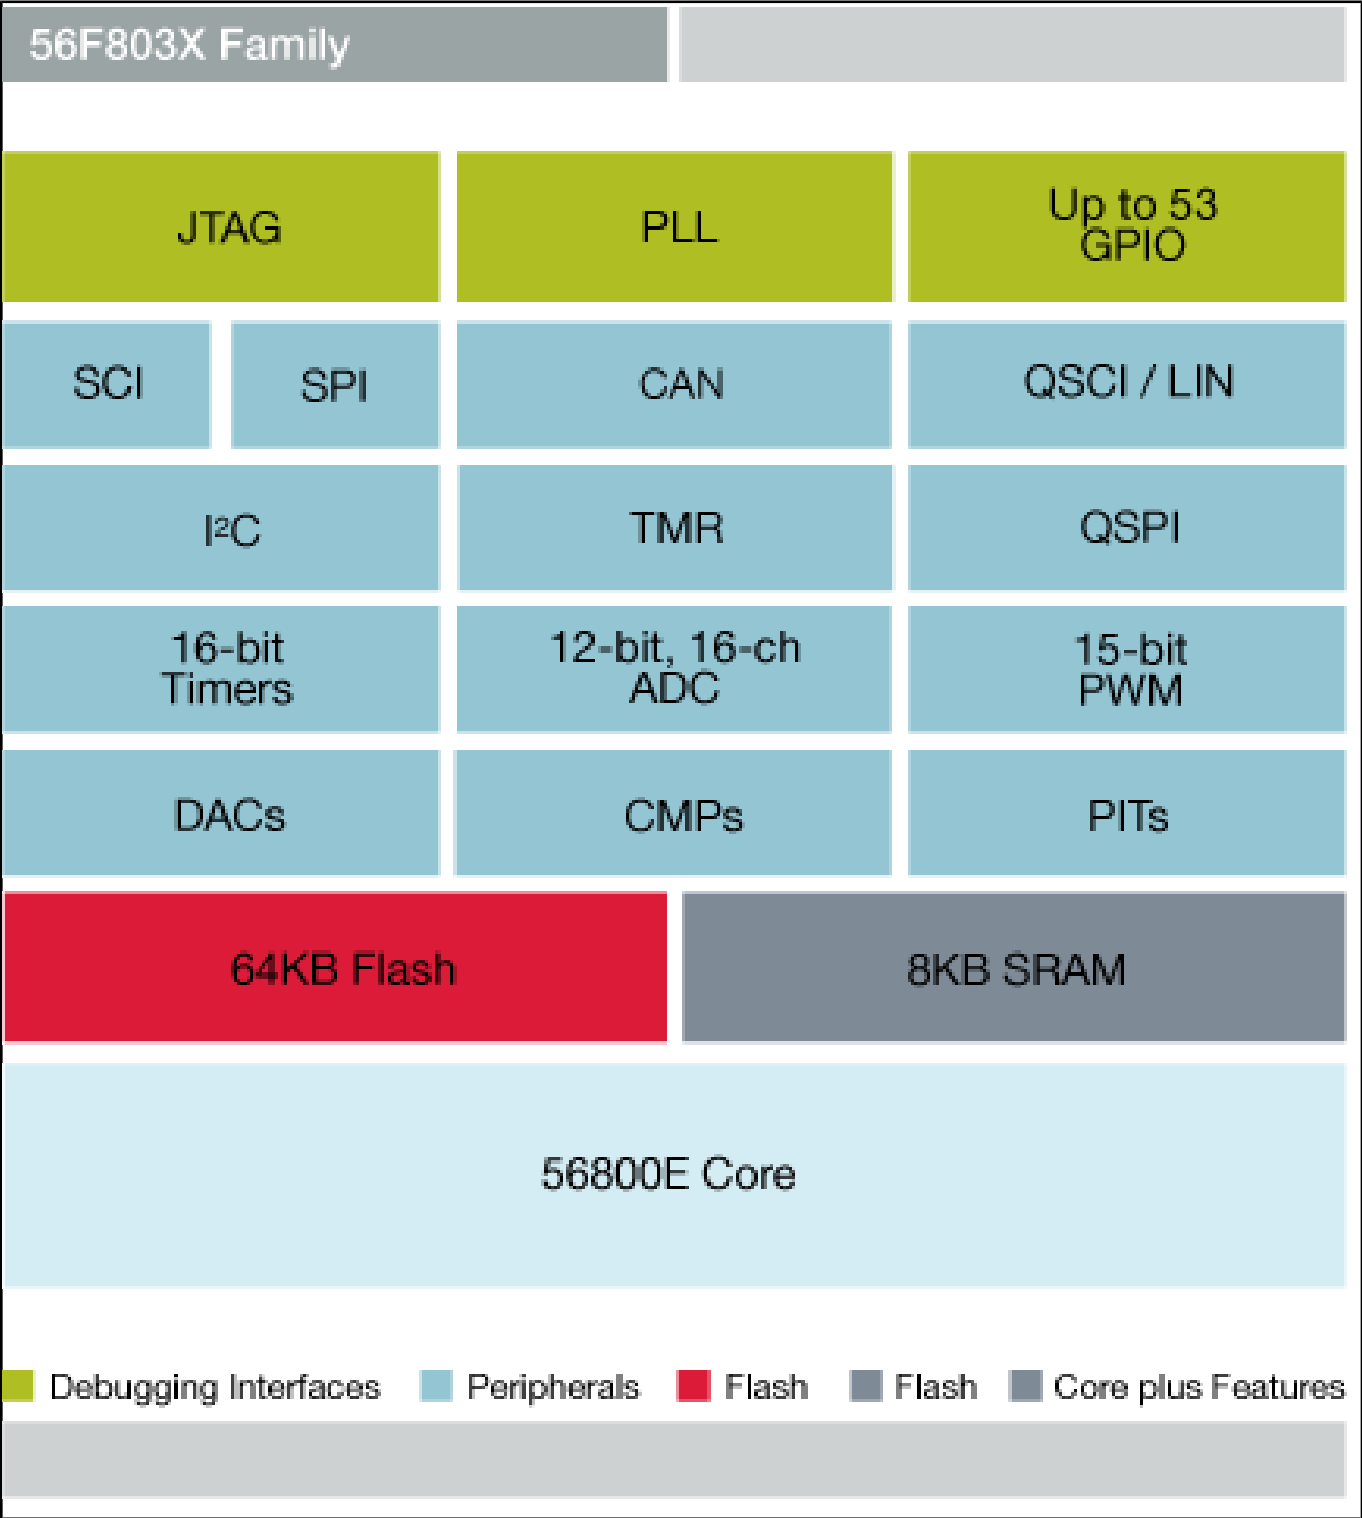 56F803X Family
JTAG
PLL
Up to 53
GPIO
SCI
SPI
CAN
QSCI / LIN
I²C
TMR
QSPI
16-bit
Timers
12-bit, 16-ch
ADC
15-bit
PWM
DACs
CMPs
PITs
64KB Flash
8KB SRAM
56800E Core
Debugging Interfaces
Peripherals
Flash
Flash
Core plus Features